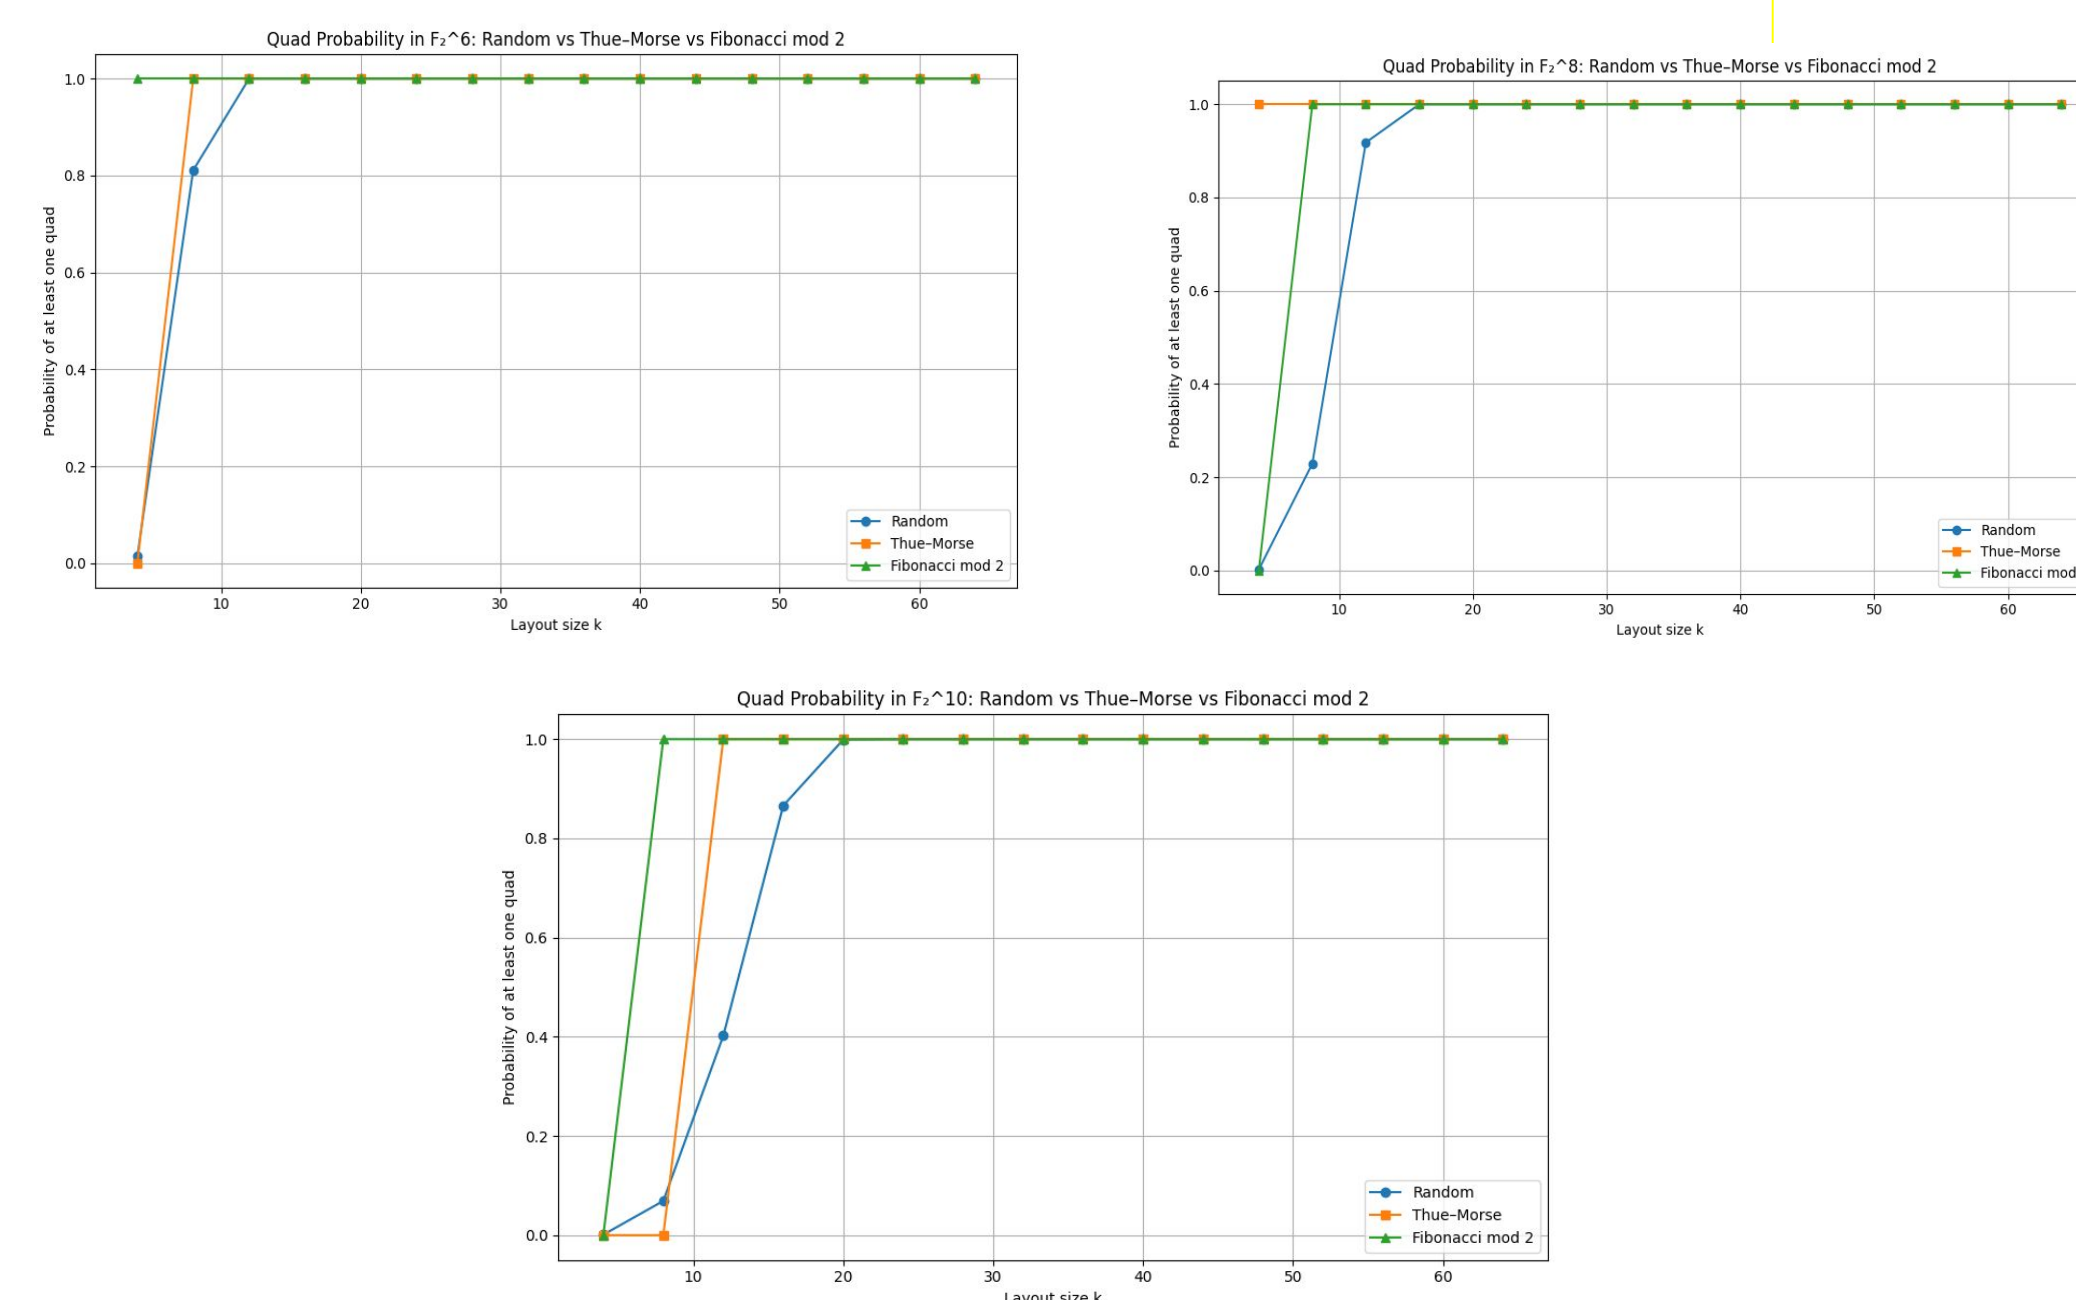 Quad Probability in F₂^6: Random vs Thue–Morse vs Fibonacci mod 2
Probability of at least one quad
1.0
0.8
0.6
0.4
0.2
0.0
10 20 30 40 50 60
Layout size k
Random
Thue–Morse
Fibonacci mod 2
Quad Probability in F₂^8: Random vs Thue–Morse vs Fibonacci mod 2
Probability of at least one quad
1.0
0.8
0.6
0.4
0.2
0.0
10 20 30 40 50 60
Layout size k
Random
Thue–Morse
Fibonacci mod
Quad Probability in F₂^10: Random vs Thue–Morse vs Fibonacci mod 2
Probability of at least one quad
1.0
0.8
0.6
0.4
0.2
0.0
10 20 30 40 50 60
Layout size k
Random
Thue–Morse
Fibonacci mod 2